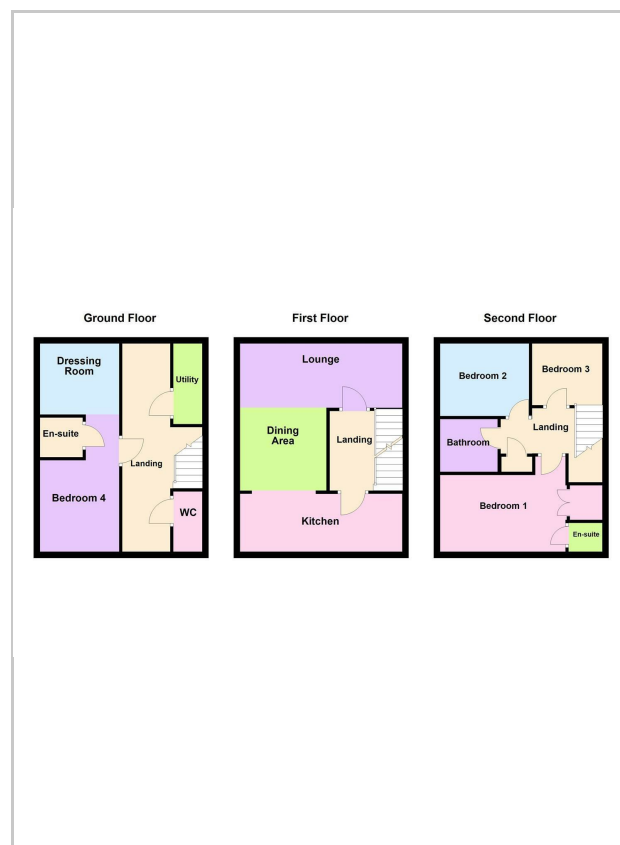 Ground Floor
Dressing
Room
Utility
En-suite
Landing
Bedroom 4
WC
First Floor
Lounge
Dining
Area
Landing
Kitchen
Second Floor
Bedroom 2
Bedroom 3
Bathroom
Landing
Bedroom 1
En-suite